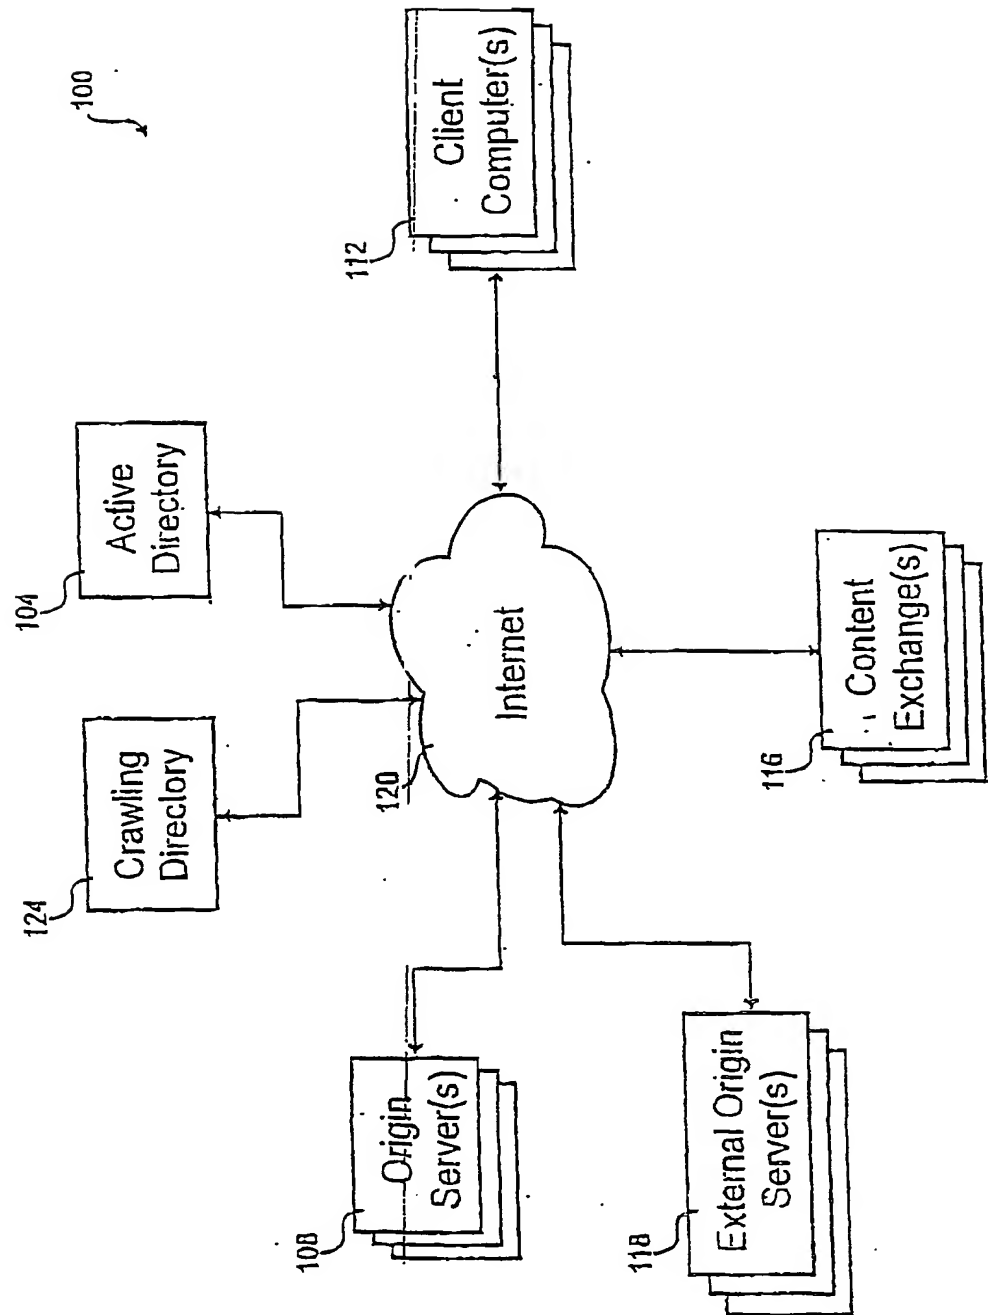 100
124
Crawling
Directory
104
Active
Directory
108
Origin
Server(s)
120
Internet
112
Client
Computer(s)
118
External Origin
Server(s)
116
Content
Exchange(s)